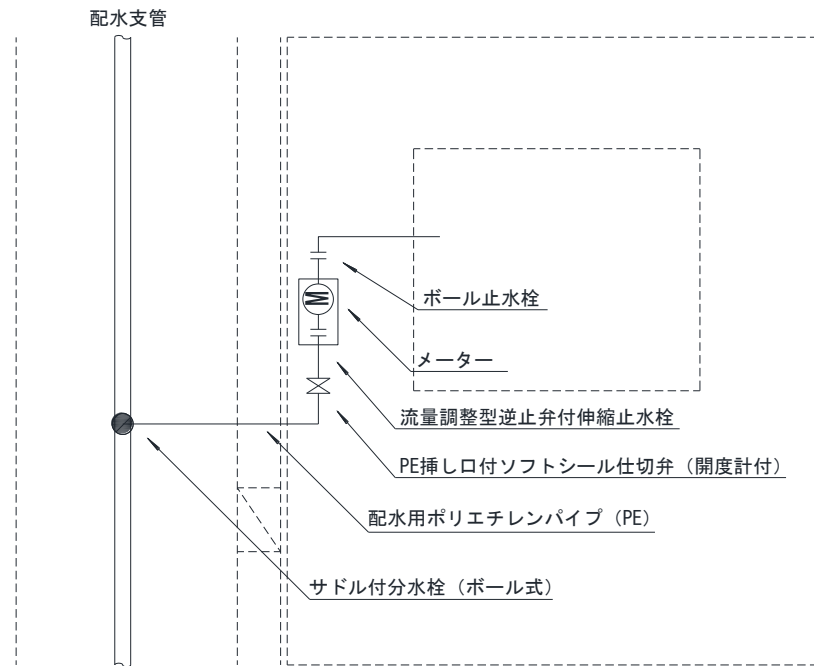 配水支管
M
ボール止水栓
メーター
流量調整型逆止弁付伸縮止水栓
PE挿し口付ソフトシール仕切弁（開度計付）
配水用ポリエチレンパイプ（PE）
サドル付分水栓（ボール式）